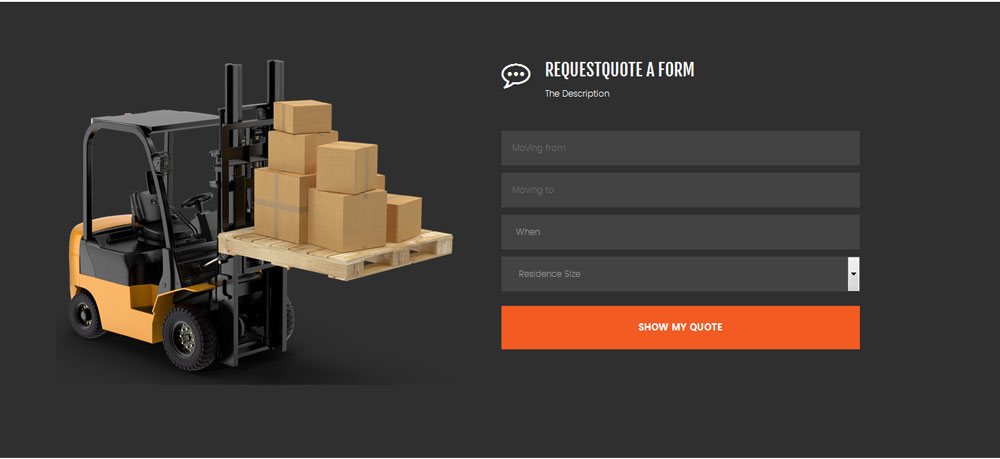 REQUESTQUOTE A FORM
The Description
Moving from
Moving to
When
Residence Size
SHOW MY QUOTE